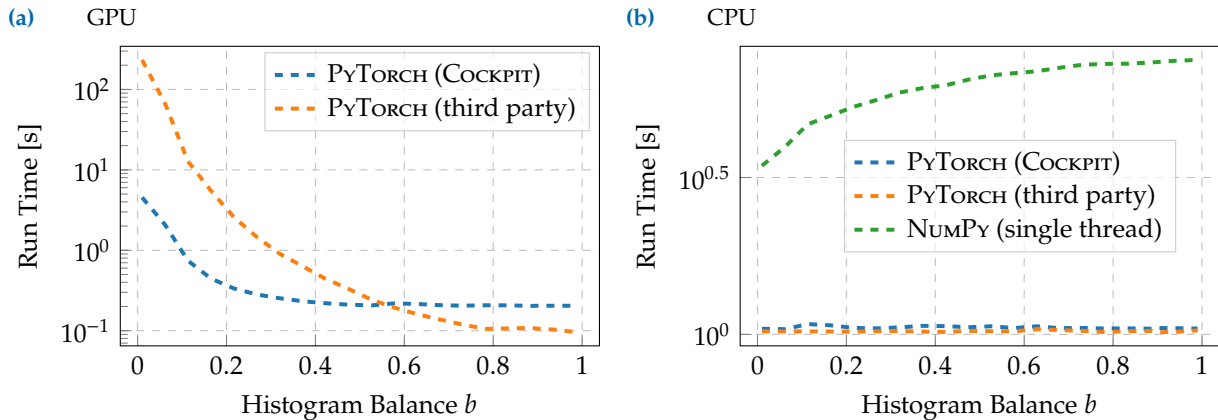 (a) GPU
Run Time [s]
10^2
10^1
10^0
10^−1
PyTorch (Cockpit)
PyTorch (third party)
0 0.2 0.4 0.6 0.8 1
Histogram Balance b
(b) CPU
Run Time [s]
10^0.5
10^0
PyTorch (Cockpit)
PyTorch (third party)
NumPy (single thread)
0 0.2 0.4 0.6 0.8 1
Histogram Balance b